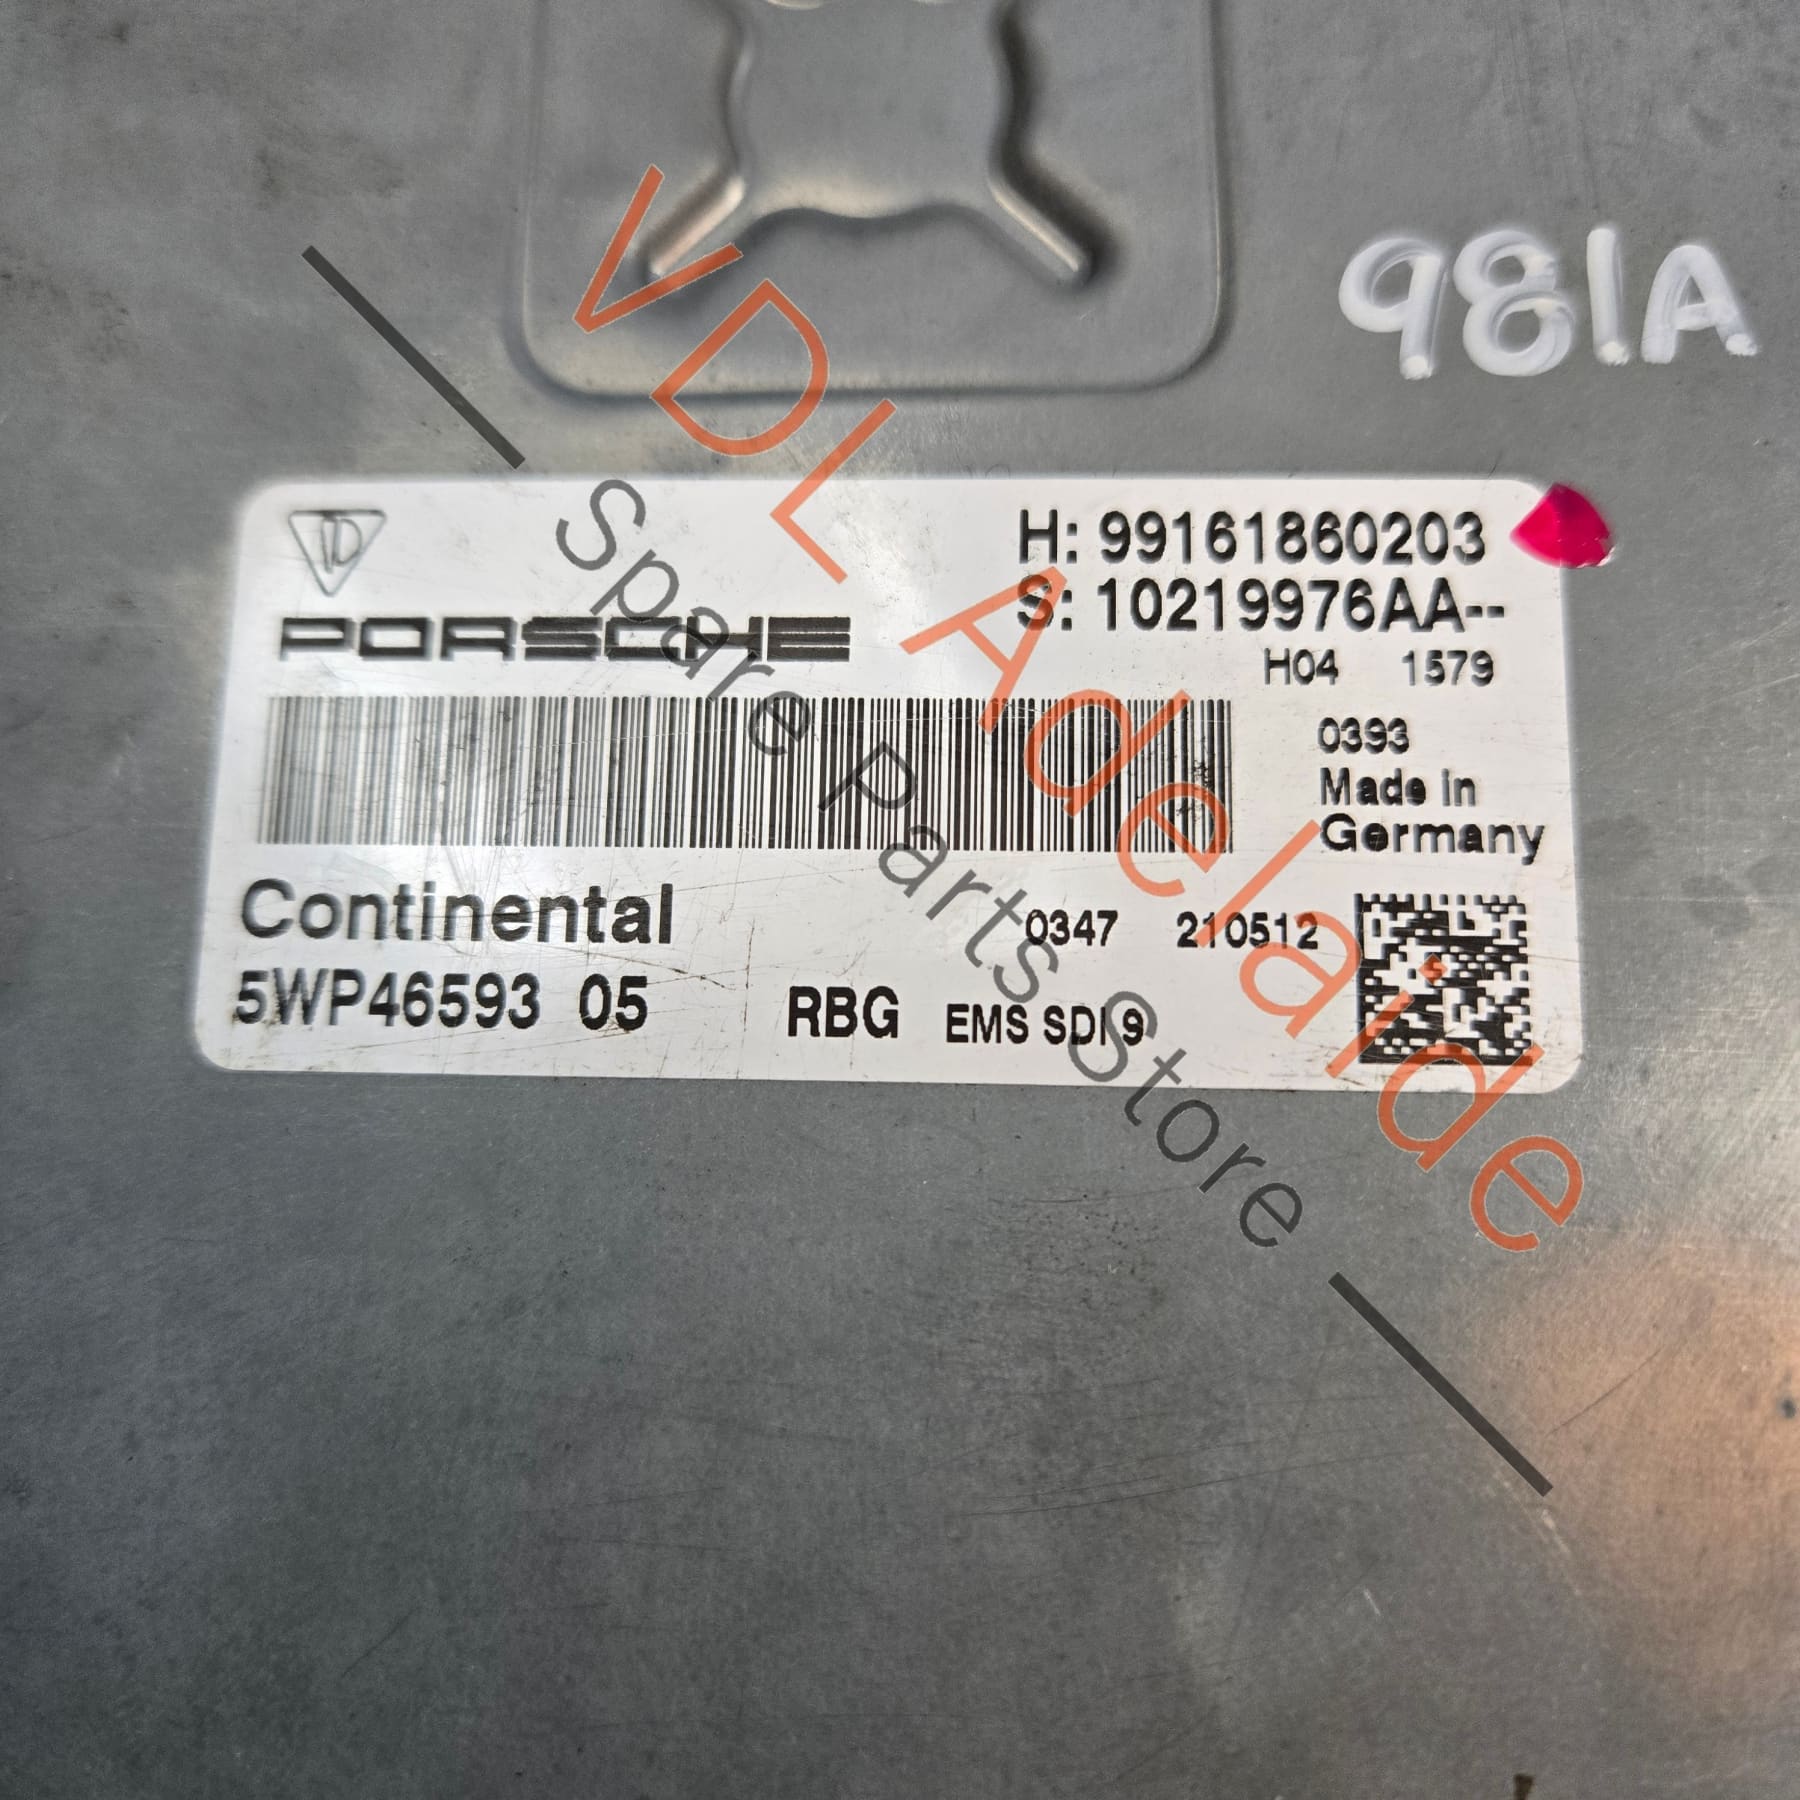 981A
H: 99161860203
S: 10219976AA--
PORSCHE
H04 1579
0393
Made in
Germany
Continental
0347 210512
5WP46593 05
RBG EMS SDI 9
VDL Adelaide
Spare Parts Store